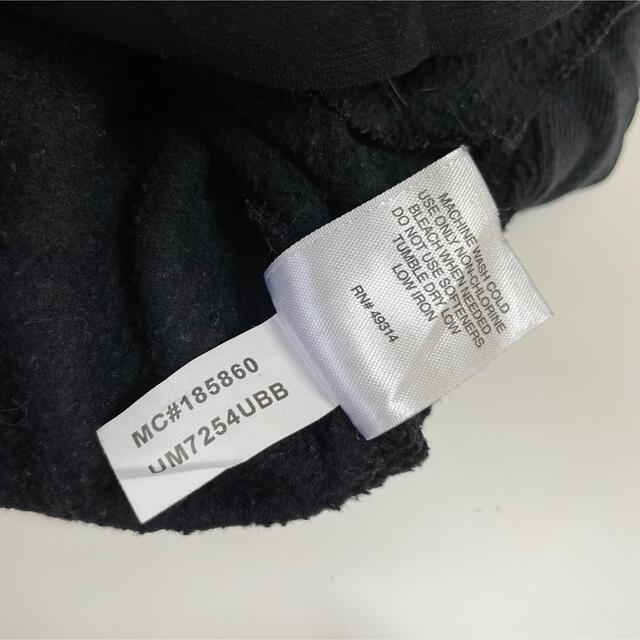 MACHINE WASH COLD
USE ONLY NON-CHLORINE
BLEACH WHEN NEEDED
DO NOT USE SOFTENERS
TUMBLE DRY LOW
LOW IRON
RN# 49314
MC#185860
UM7254UBB